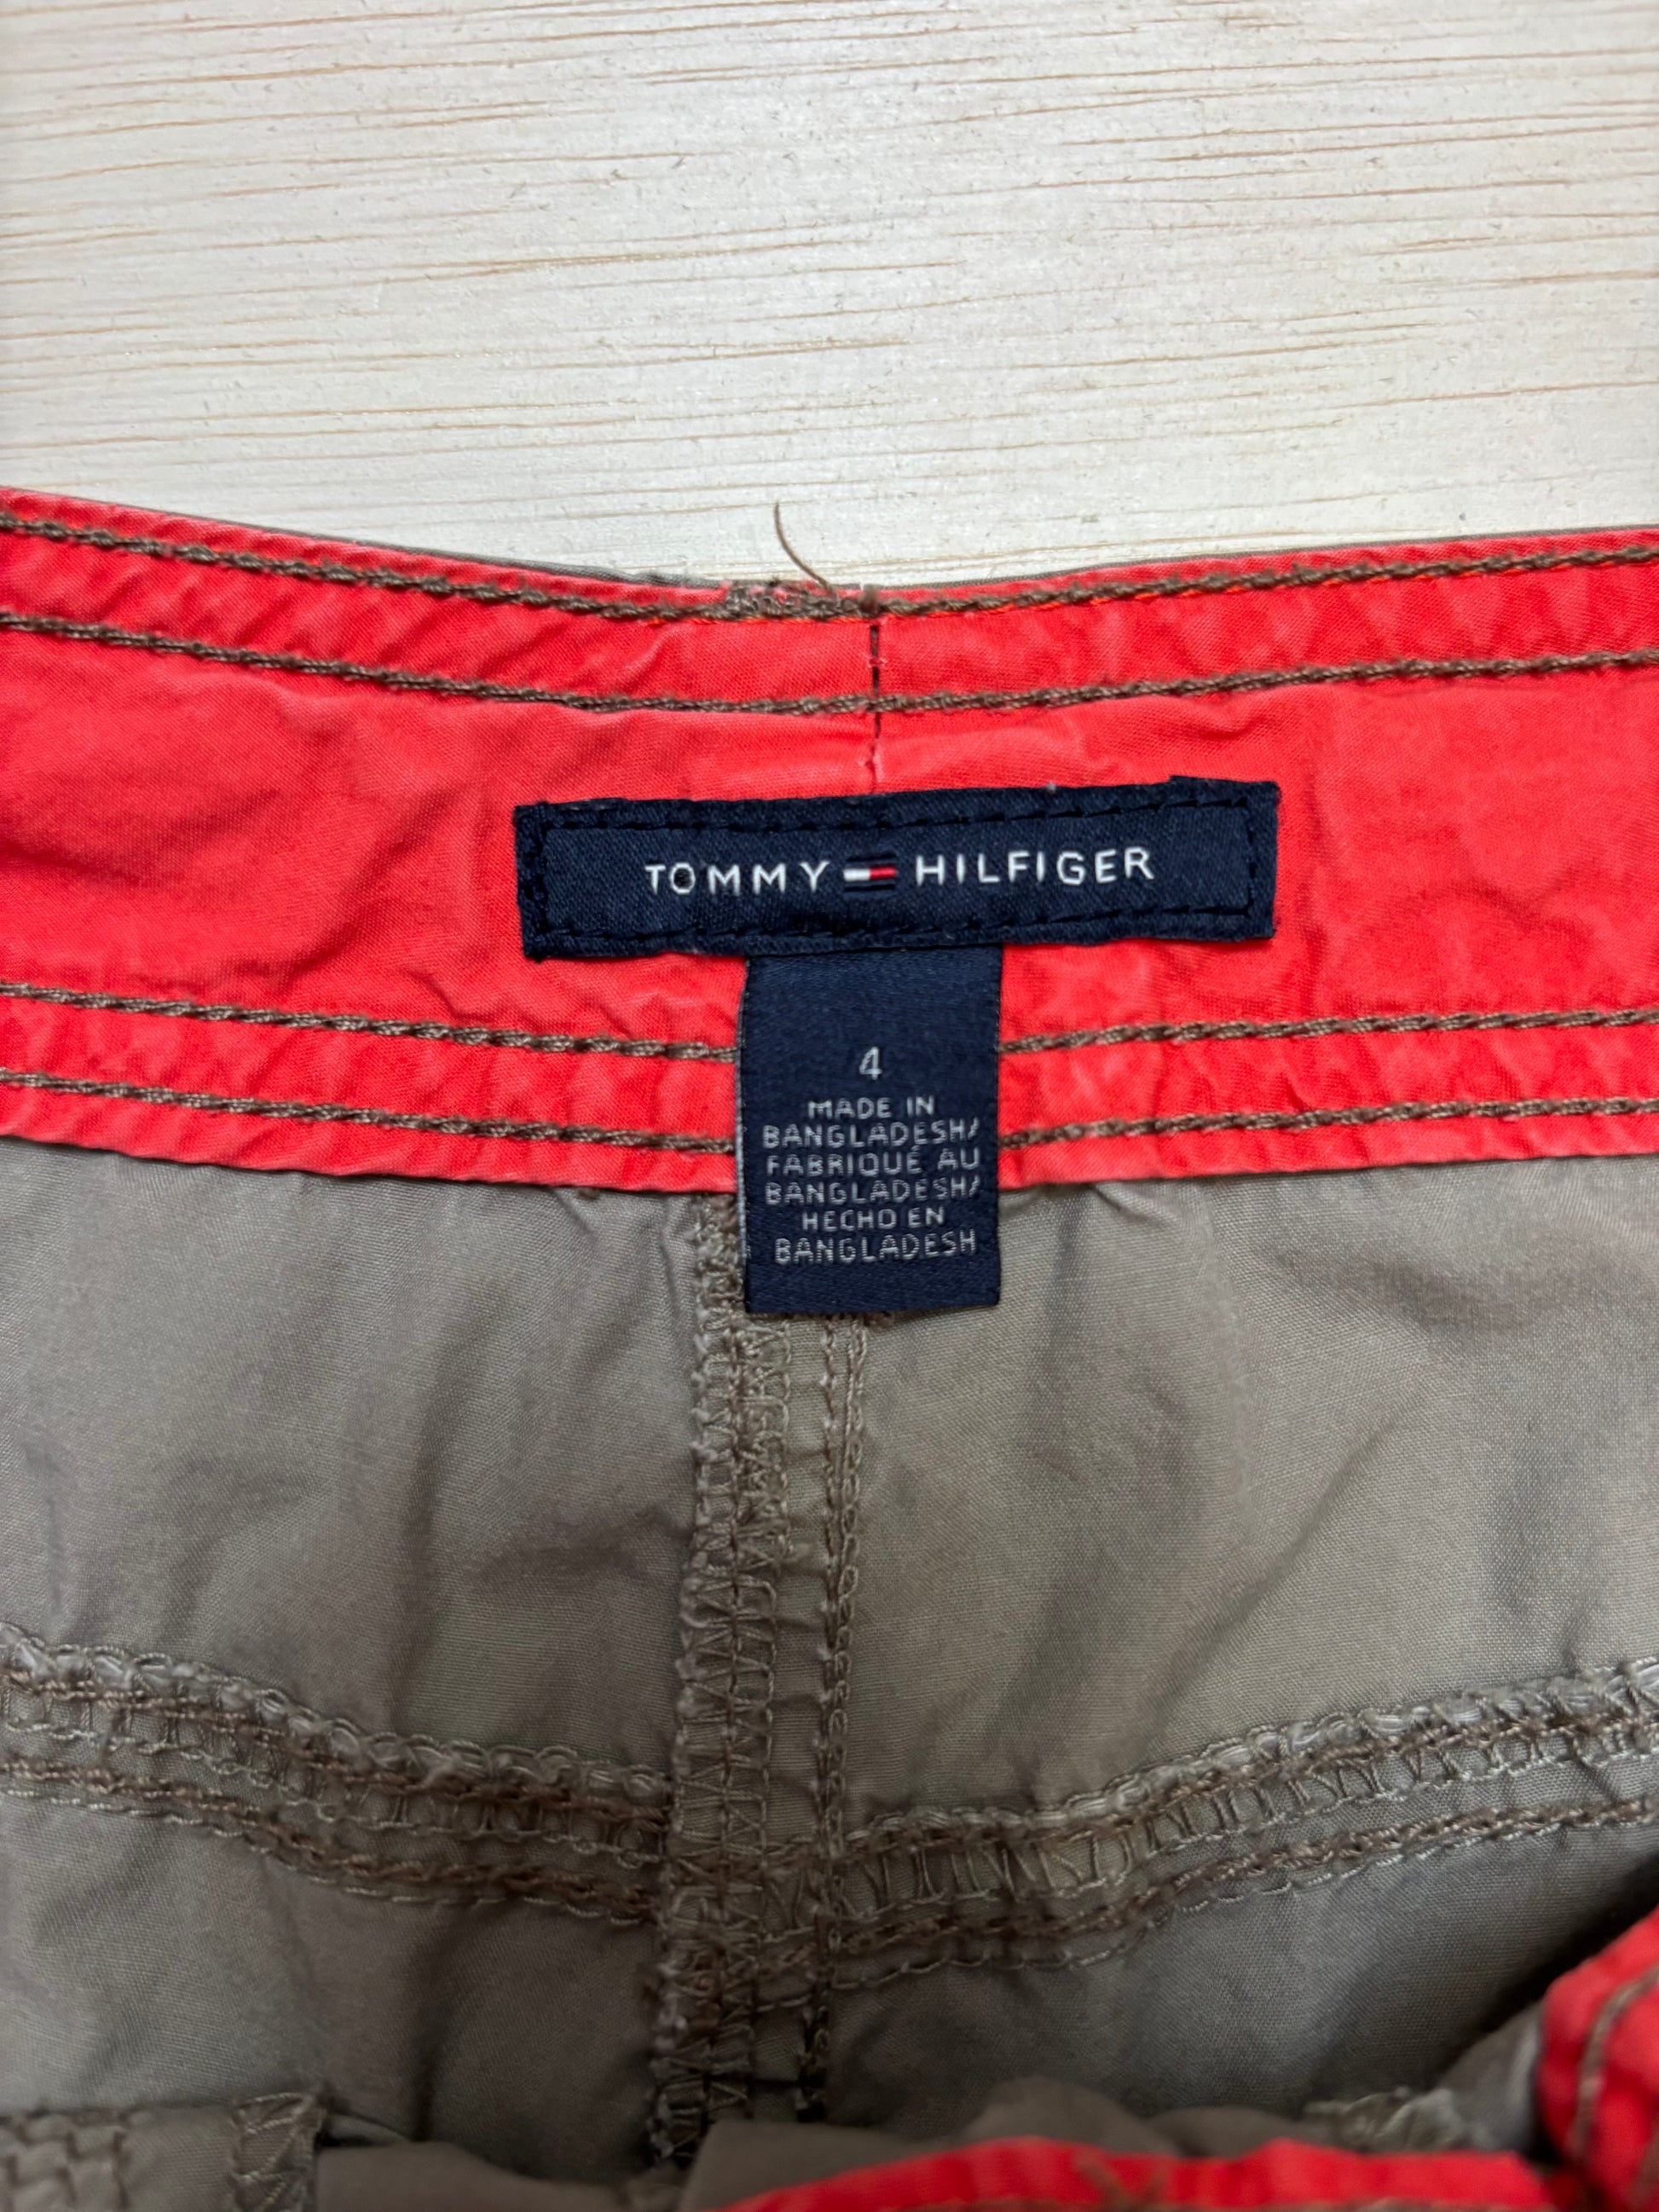 TOMMY HILFIGER
4
MADE IN
BANGLADESH/
FABRIQUÉ AU
BANGLADESH/
HECHO EN
BANGLADESH